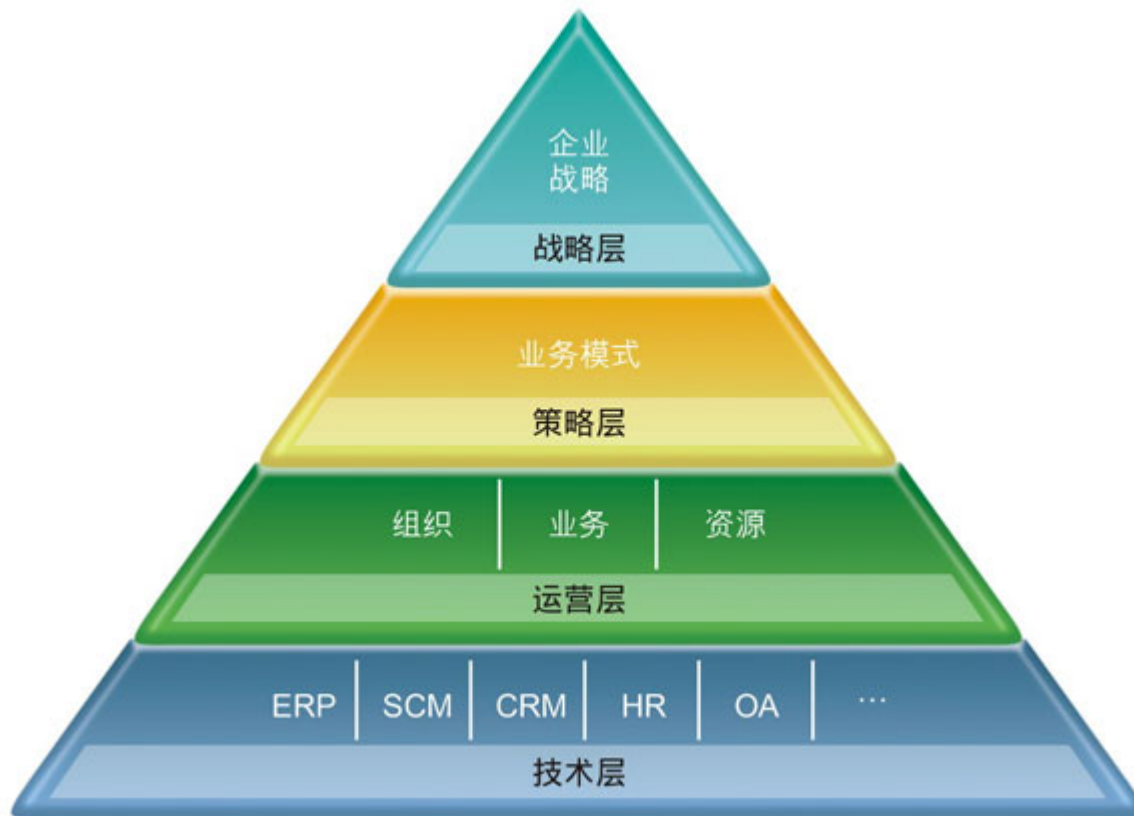 企业
战略
战略层
业务模式
策略层
组织 业务 资源
运营层
ERP SCM CRM HR OA …
技术层